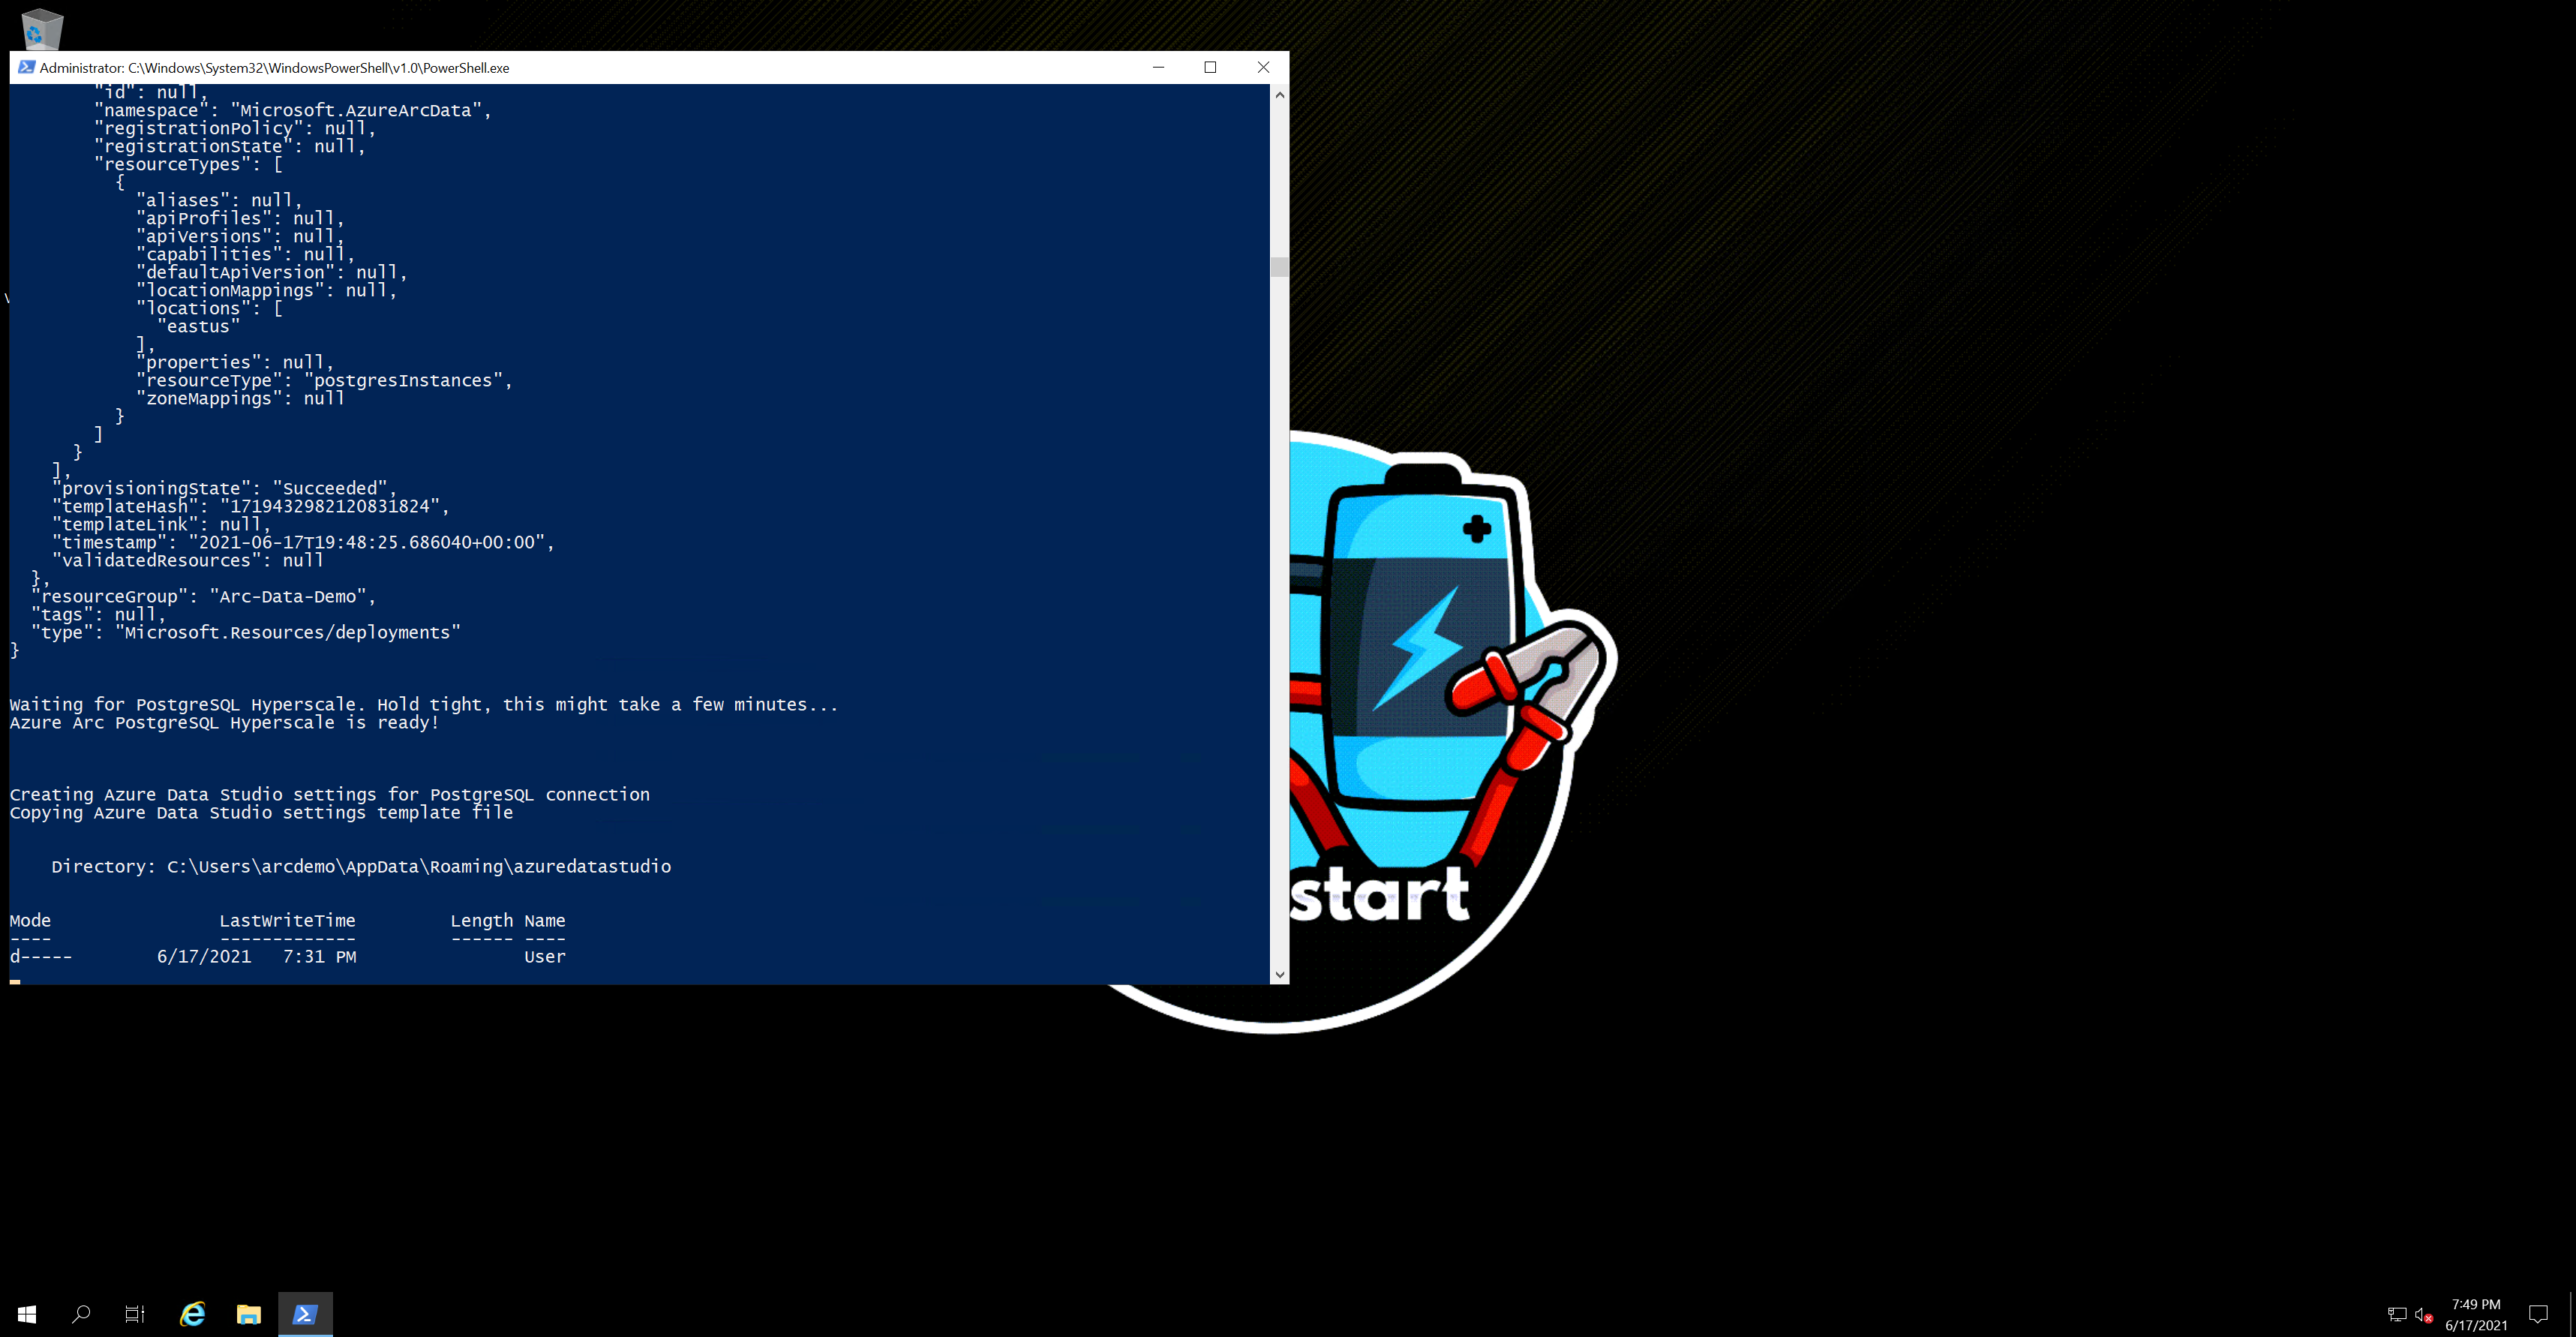 Administrator: C:\Windows\System32\WindowsPowerShell\v1.0\PowerShell.exe
"id": null,
"namespace": "Microsoft.AzureArcData",
"registrationPolicy": null,
"registrationState": null,
"resourceTypes": [
{
"aliases": null,
"apiProfiles": null,
"apiVersions": null,
"capabilities": null,
"defaultApiVersion": null,
"locationMappings": null,
"locations": [
"eastus"
],
"properties": null,
"resourceType": "postgresInstances",
"zoneMappings": null
}
]
}
],
"provisioningState": "Succeeded",
"templateHash": "1719432982120831824",
"templateLink": null,
"timestamp": "2021-06-17T19:48:25.686040+00:00",
"validatedResources": null
},
"resourceGroup": "Arc-Data-Demo",
"tags": null,
"type": "Microsoft.Resources/deployments"
}
Waiting for PostgreSQL Hyperscale. Hold tight, this might take a few minutes...
Azure Arc PostgreSQL Hyperscale is ready!
Creating Azure Data Studio settings for PostgreSQL connection
Copying Azure Data Studio settings template file
Directory: C:\Users\arcdemo\AppData\Roaming\azuredatastudio
Mode LastWriteTime Length Name
---- ------------- ------ ----
d----- 6/17/2021 7:31 PM User
start
7:49 PM
6/17/2021